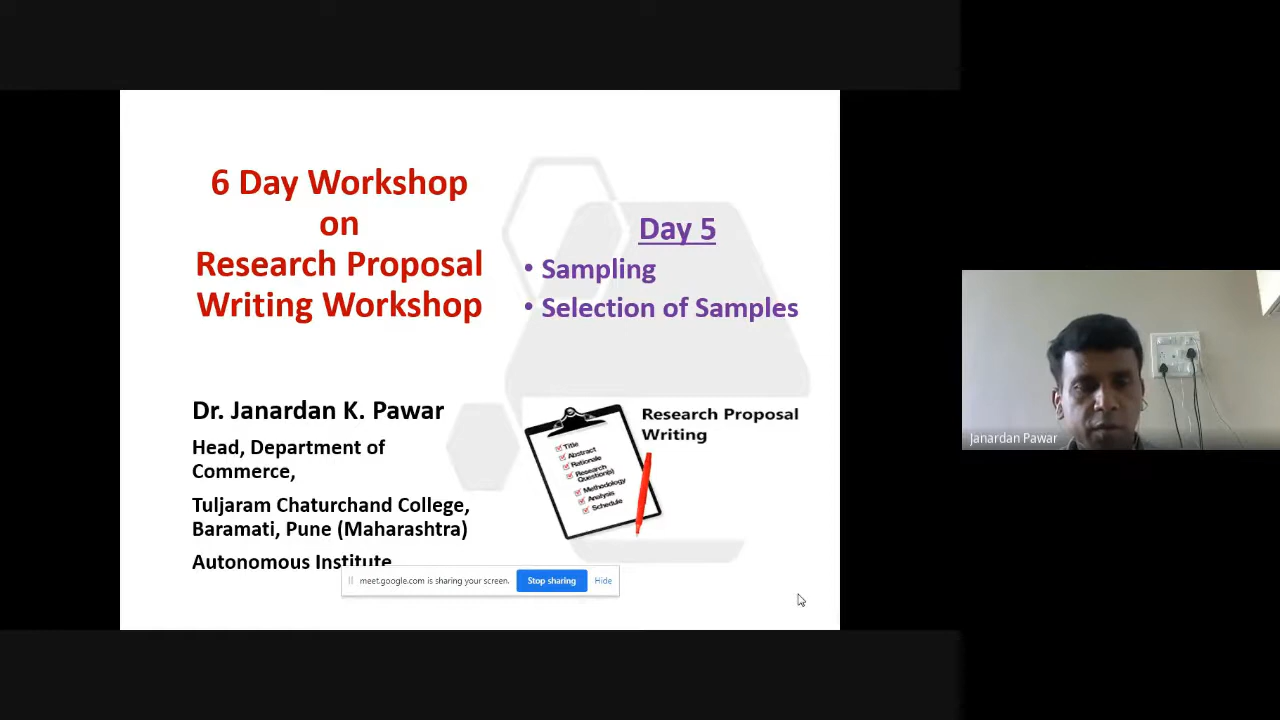 6 Day Workshop
on
Research Proposal
Writing Workshop
Day 5
• Sampling
• Selection of Samples
Dr. Janardan K. Pawar
Head, Department of
Commerce,
Tuljaram Chaturchand College,
Baramati, Pune (Maharashtra)
Autonomous Institute
Research Proposal
Writing
Title
Abstract
Rationale
Research
Question(s)
Methodology
Analysis
Schedule
meet.google.com is sharing your screen.
Stop sharing
Hide
Janardan Pawar